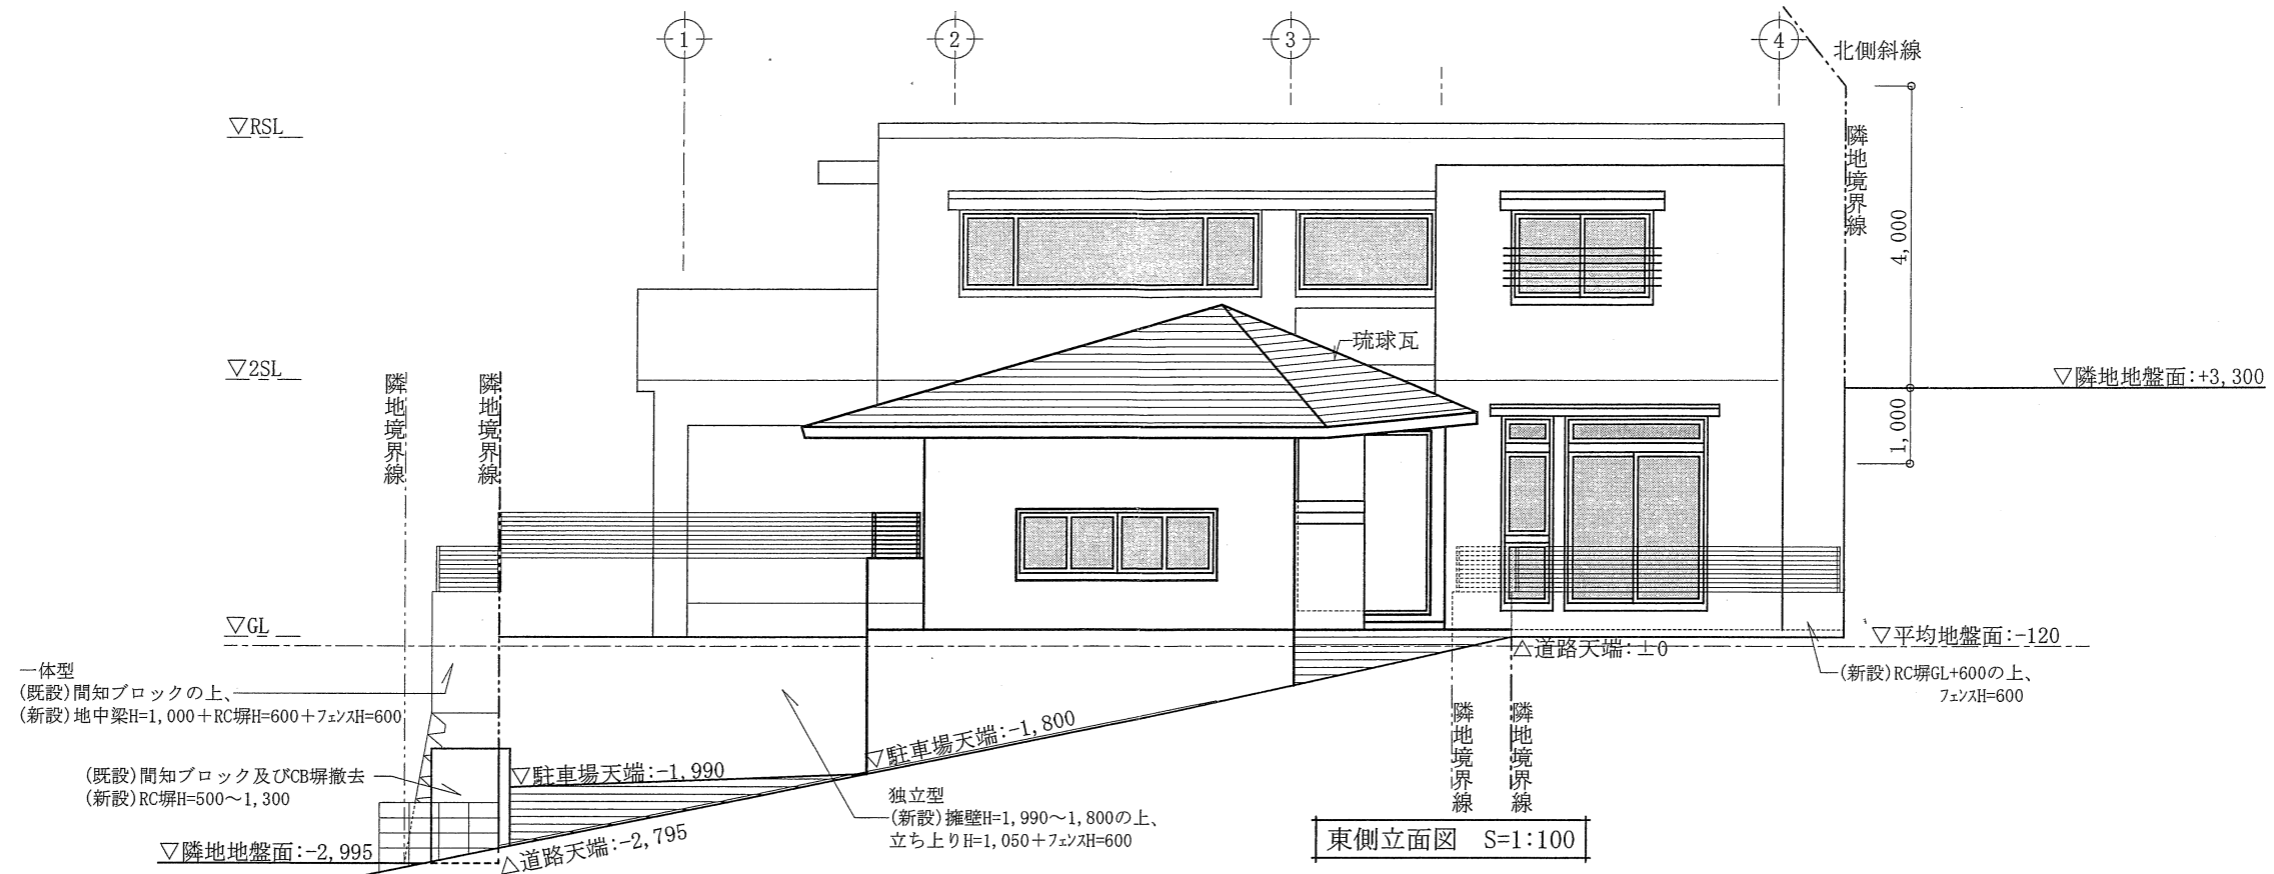 1
2
3
4
北側斜線
▽RSL
隣地境界線
4,000
琉球瓦
▽2SL
隣地境界線
隣地境界線
▽隣地地盤面:+3,300
1,000
▽GL
▽平均地盤面:-120
△道路天端:±0
一体型
(既設)間知ブロックの上、
(新設)地中梁H=1,000＋RC塀H=600＋ﾌｪﾝｽH=600
(新設)RC塀GL+600の上、
ﾌｪﾝｽH=600
隣地境界線
隣地境界線
▽駐車場天端:-1,800
(既設)間知ブロック及びCB塀撤去
(新設)RC塀H=500～1,300
▽駐車場天端:-1,990
独立型
(新設)擁壁H=1,990～1,800の上、
立ち上りH=1,050＋ﾌｪﾝｽH=600
東側立面図　S=1:100
▽隣地地盤面:-2,995
△道路天端:-2,795